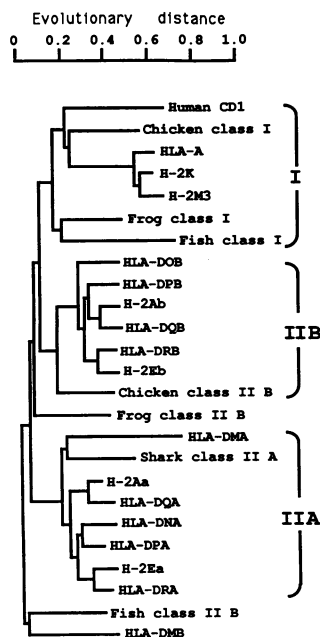 Evolutionary distance
0 0.2 0.4 0.6 0.8 1.0
Human CD1
Chicken class I
HLA-A
H-2K
H-2M3
I
Frog class I
Fish class I
HLA-DOB
HLA-DPB
H-2Ab
HLA-DQB
IIB
HLA-DRB
H-2Eb
Chicken class II B
Frog class II B
HLA-DMA
Shark class II A
H-2Aa
HLA-DQA
HLA-DNA
IIA
HLA-DPA
H-2Ea
HLA-DRA
Fish class II B
HLA-DMB